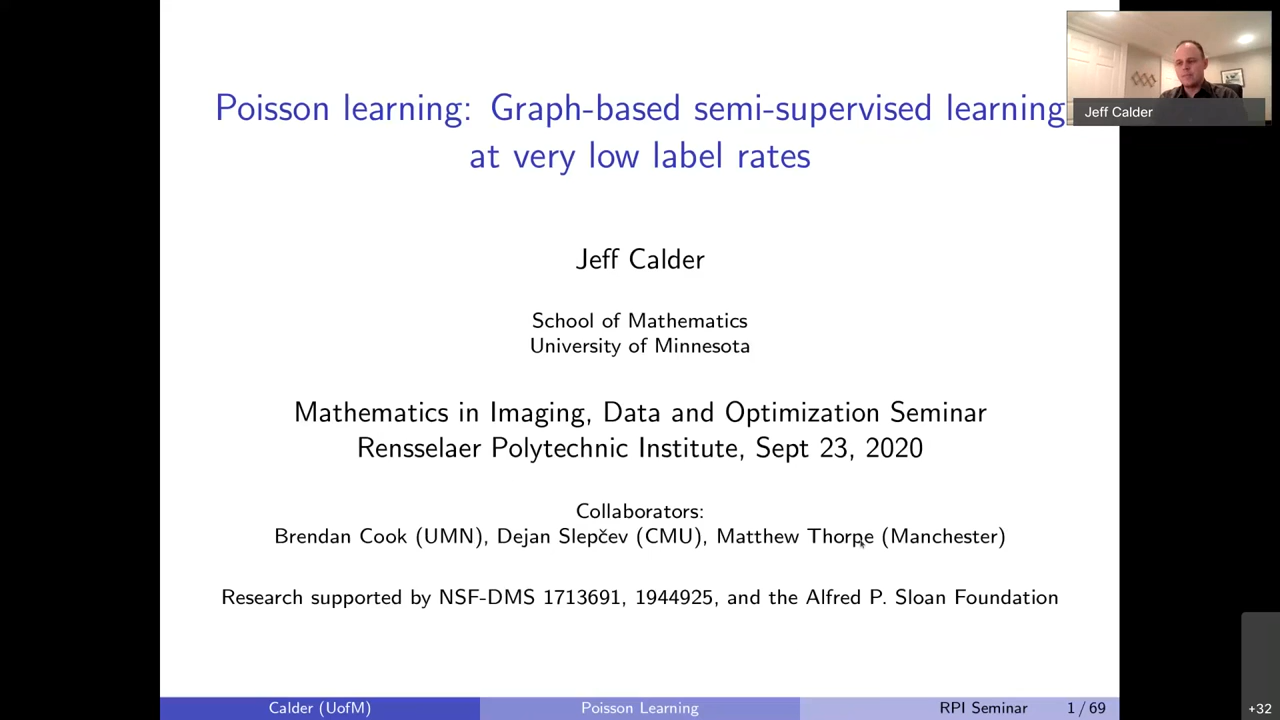 Poisson learning: Graph-based semi-supervised learning
at very low label rates
Jeff Calder
Jeff Calder
School of Mathematics
University of Minnesota
Mathematics in Imaging, Data and Optimization Seminar
Rensselaer Polytechnic Institute, Sept 23, 2020
Collaborators:
Brendan Cook (UMN), Dejan Slepčev (CMU), Matthew Thorpe (Manchester)
Research supported by NSF-DMS 1713691, 1944925, and the Alfred P. Sloan Foundation
Calder (UofM) Poisson Learning RPI Seminar 1 / 69
+32